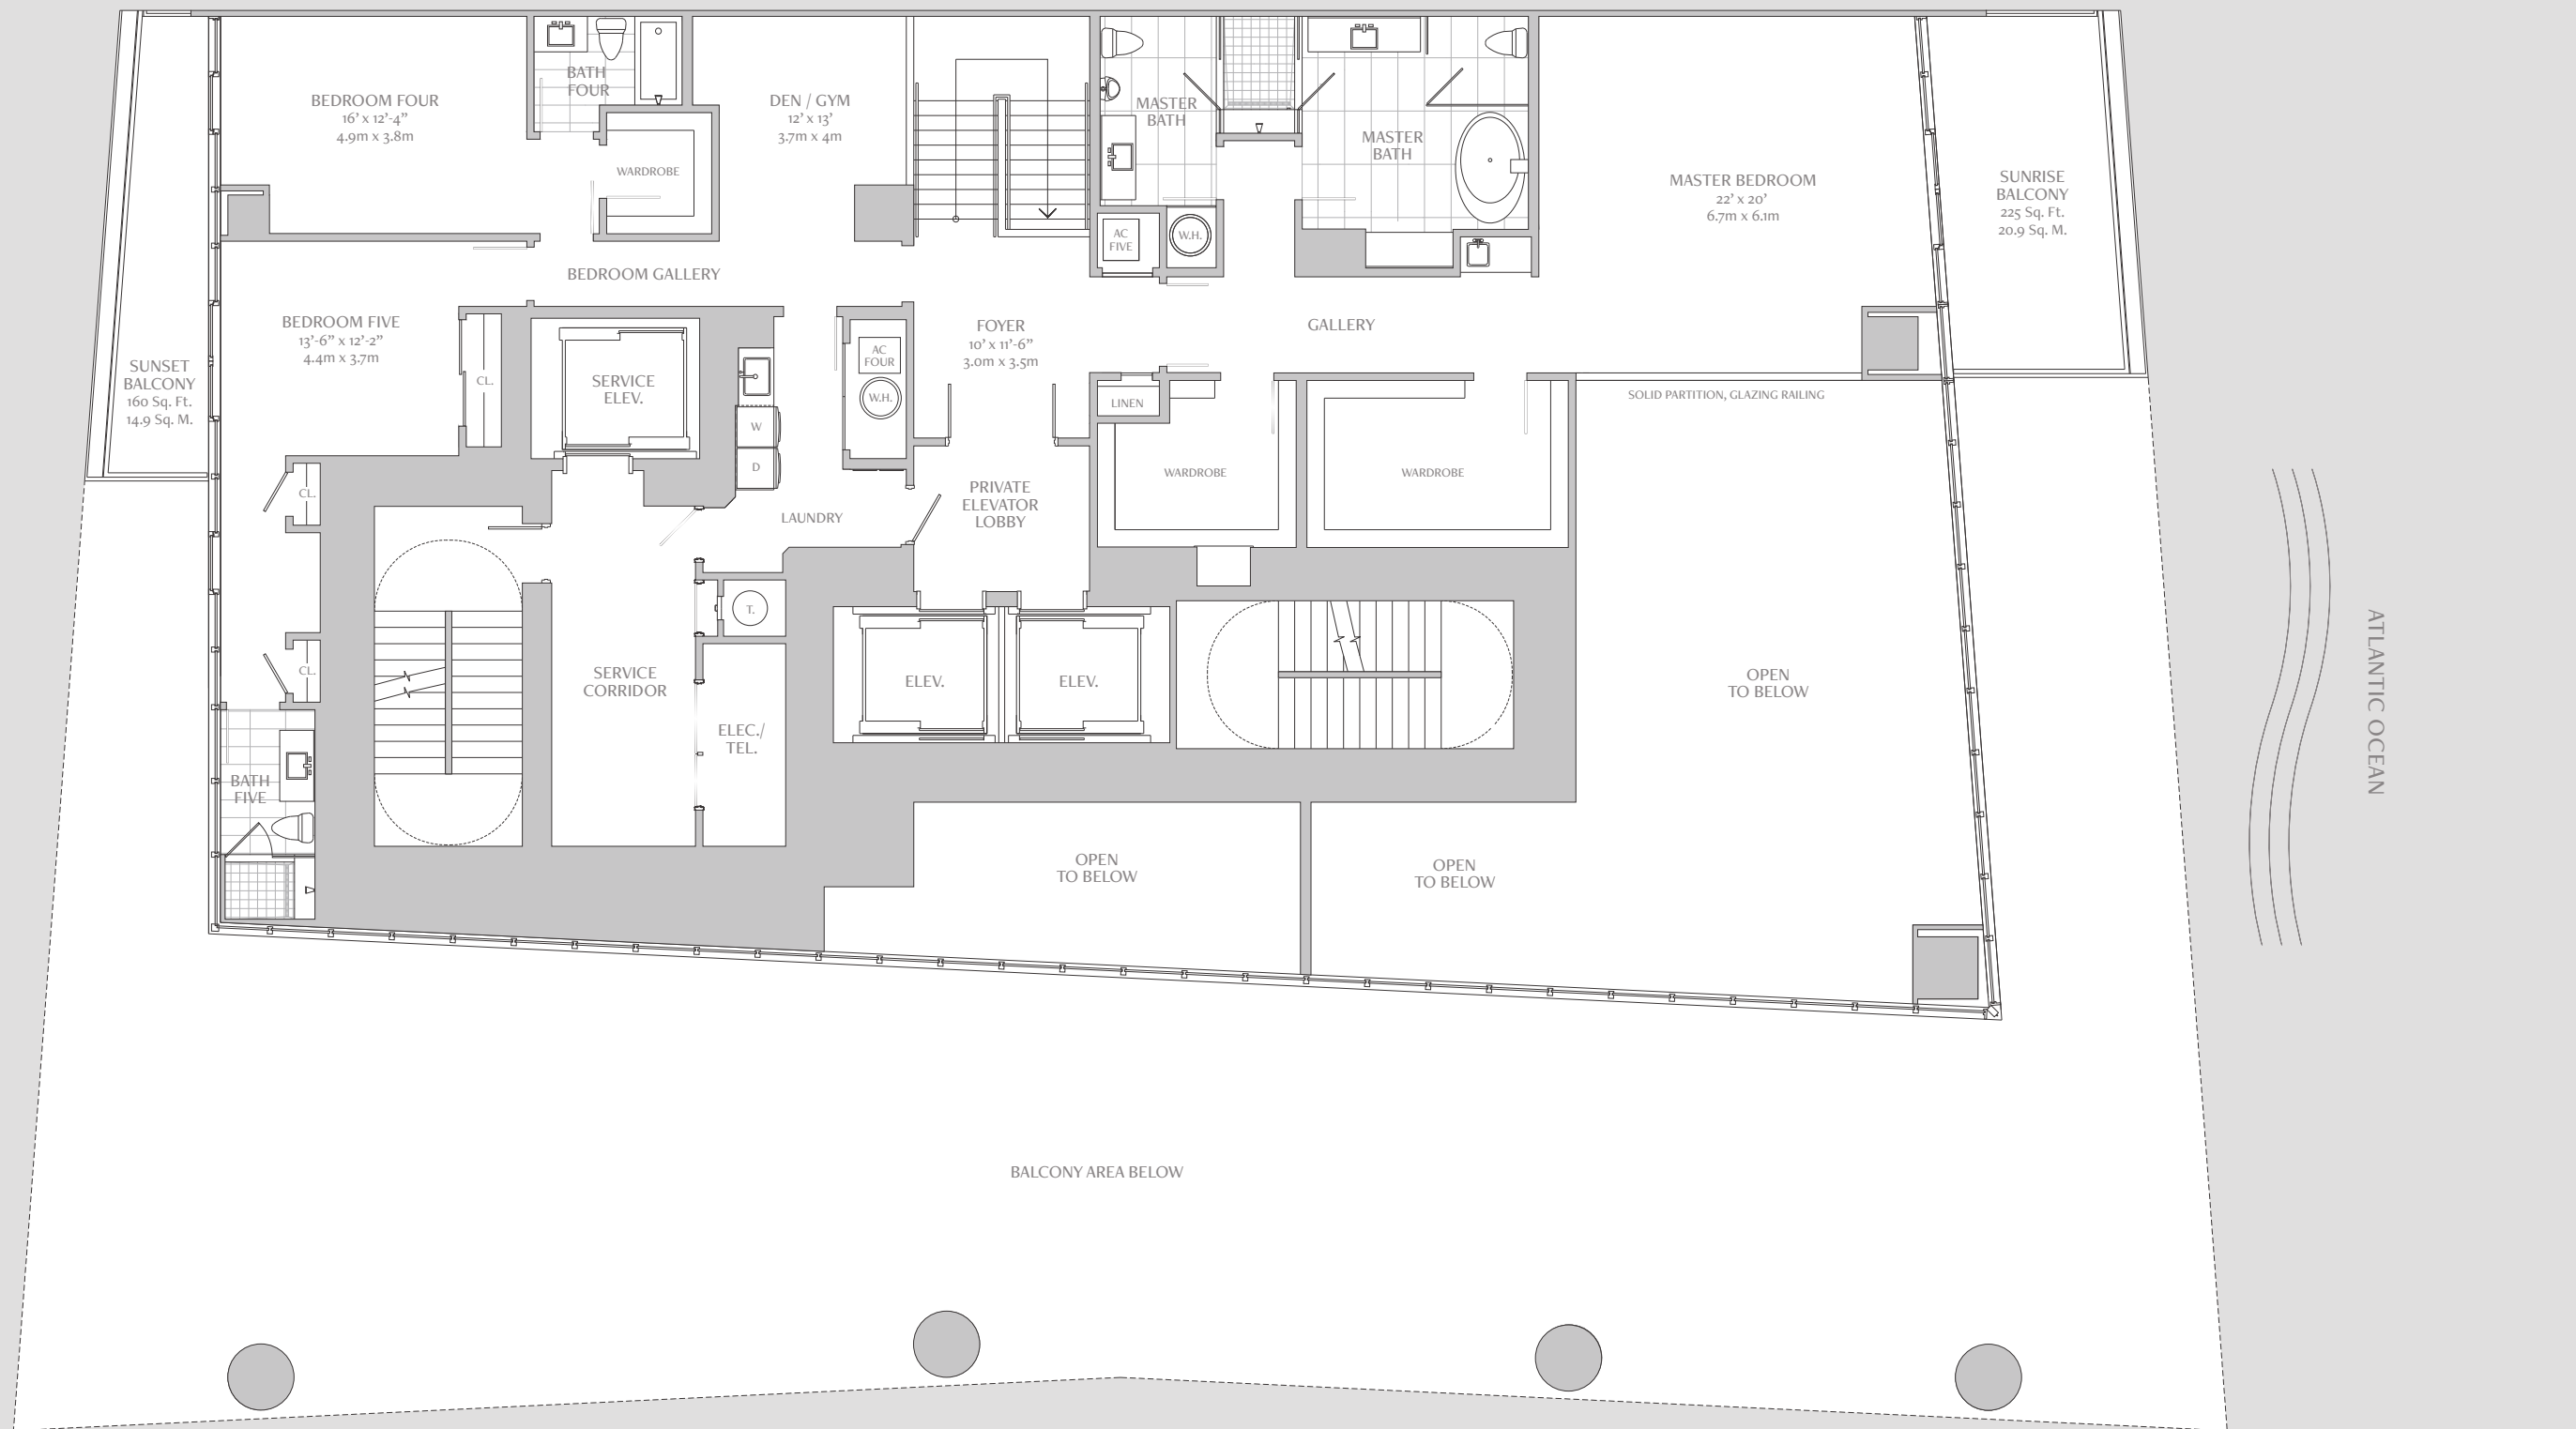 BEDROOM FOUR
16' x 12'-4"
4.9m x 3.8m
BATH
FOUR
WARDROBE
DEN / GYM
12' x 13'
3.7m x 4m
MASTER
BATH
MASTER
BATH
MASTER BEDROOM
22' x 20'
6.7m x 6.1m
SUNRISE
BALCONY
225 Sq. Ft.
20.9 Sq. M.
AC
FIVE
W.H.
BEDROOM GALLERY
BEDROOM FIVE
13'-6" x 12'-2"
4.4m x 3.7m
SUNSET
BALCONY
160 Sq. Ft.
14.9 Sq. M.
CL.
SERVICE
ELEV.
AC
FOUR
W.H.
W
D
FOYER
10' x 11'-6"
3.0m x 3.5m
GALLERY
LINEN
SOLID PARTITION, GLAZING RAILING
WARDROBE
WARDROBE
CL.
LAUNDRY
PRIVATE
ELEVATOR
LOBBY
T.
CL.
SERVICE
CORRIDOR
ELEC./
TEL.
ELEV.
ELEV.
OPEN
TO BELOW
ATLANTIC OCEAN
BATH
FIVE
OPEN
TO BELOW
OPEN
TO BELOW
BALCONY AREA BELOW